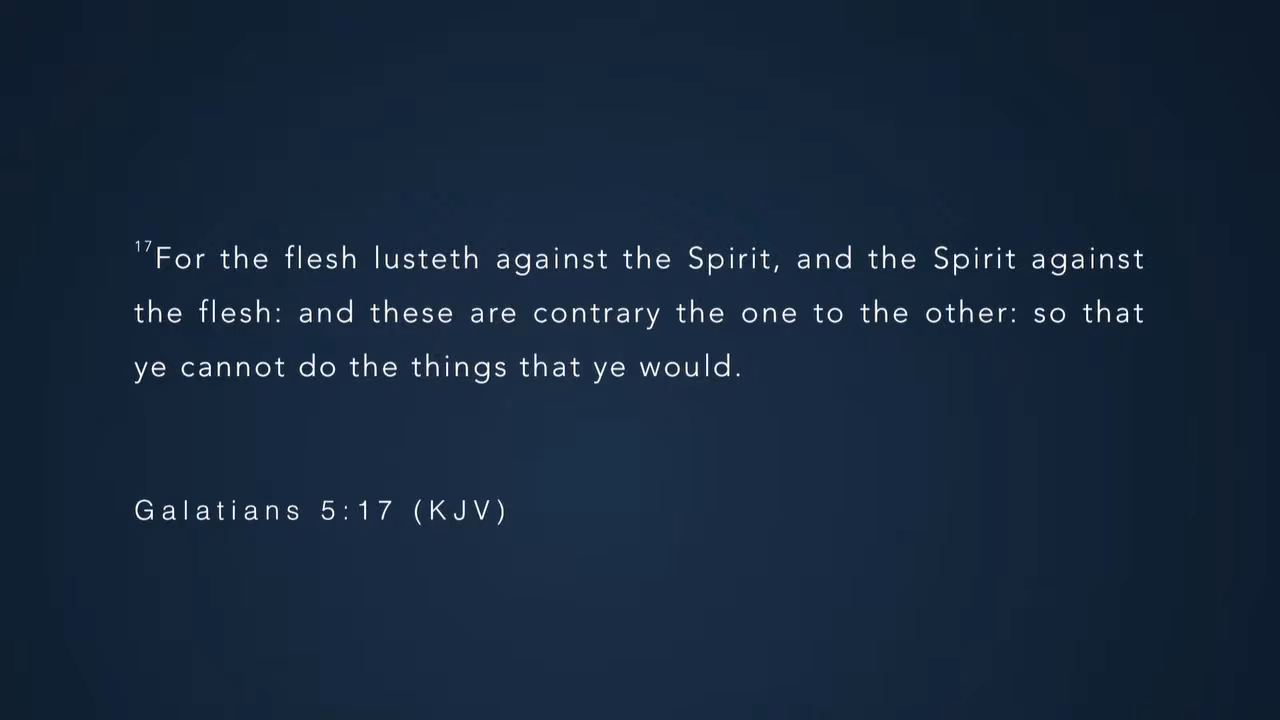 17For the flesh lusteth against the Spirit, and the Spirit against
the flesh: and these are contrary the one to the other: so that
ye cannot do the things that ye would.
Galatians 5:17 (KJV)